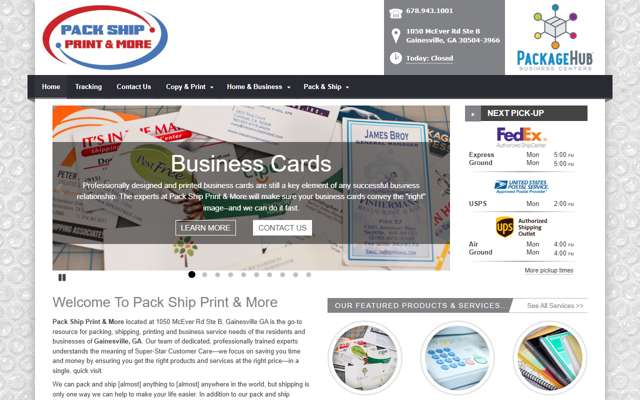 PACK SHIP
PRINT & MORE
678.943.1001
1050 McEver Rd Ste B
Gainesville, GA 30504-3966
Today: Closed
PACKAGEHUB
BUSINESS CENTERS
Home
Tracking
Contact Us
Copy & Print
Home & Business
Pack & Ship
IT'S IN THE MAIL
Post Free
JAMES BROY
GENERAL MANAGER
Business Cards
Professionally designed and printed business cards are still a key element of any successful business
relationship. The experts at Pack Ship Print & More will make sure your business cards convey the "right"
image--and we can do it fast.
LEARN MORE
CONTACT US
NEXT PICK-UP
FedEx
Authorized ShipCenter
Express Mon 5:00 PM
Ground Mon 5:00 PM
UNITED STATES
POSTAL SERVICE
Approved Postal Provider
USPS Mon 2:00 PM
ups
Authorized
Shipping
Outlet
Air Mon 4:00 PM
Ground Mon 4:00 PM
More pickup times
Welcome To Pack Ship Print & More
Pack Ship Print & More located at 1050 McEver Rd Ste B, Gainesville GA is the go-to
resource for packing, shipping, printing and business service needs of the residents and
businesses of Gainesville, GA. Our team of dedicated, professionally trained experts
understands the meaning of Super-Star Customer Care—we focus on saving you time
and money by ensuring you get the right products and services at the right price—in a
single, quick visit.
We can pack and ship [almost] anything to [almost] anywhere in the world, but shipping is
only one way we can help to make your life easier. In addition to our pack and ship
OUR FEATURED PRODUCTS & SERVICES...
See All Services >>